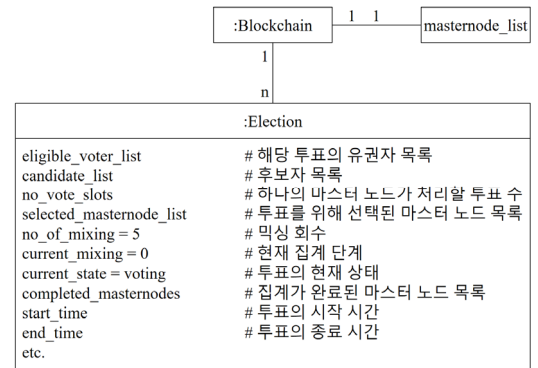 :Blockchain 1 1 masternode_list
1
n
:Election
eligible_voter_list # 해당 투표의 유권자 목록
candidate_list # 후보자 목록
no_vote_slots # 하나의 마스터 노드가 처리할 투표 수
selected_masternode_list # 투표를 위해 선택된 마스터 노드 목록
no_of_mixing = 5 # 믹싱 회수
current_mixing = 0 # 현재 집계 단계
current_state = voting # 투표의 현재 상태
completed_masternodes # 집계가 완료된 마스터 노드 목록
start_time # 투표의 시작 시간
end_time # 투표의 종료 시간
etc.